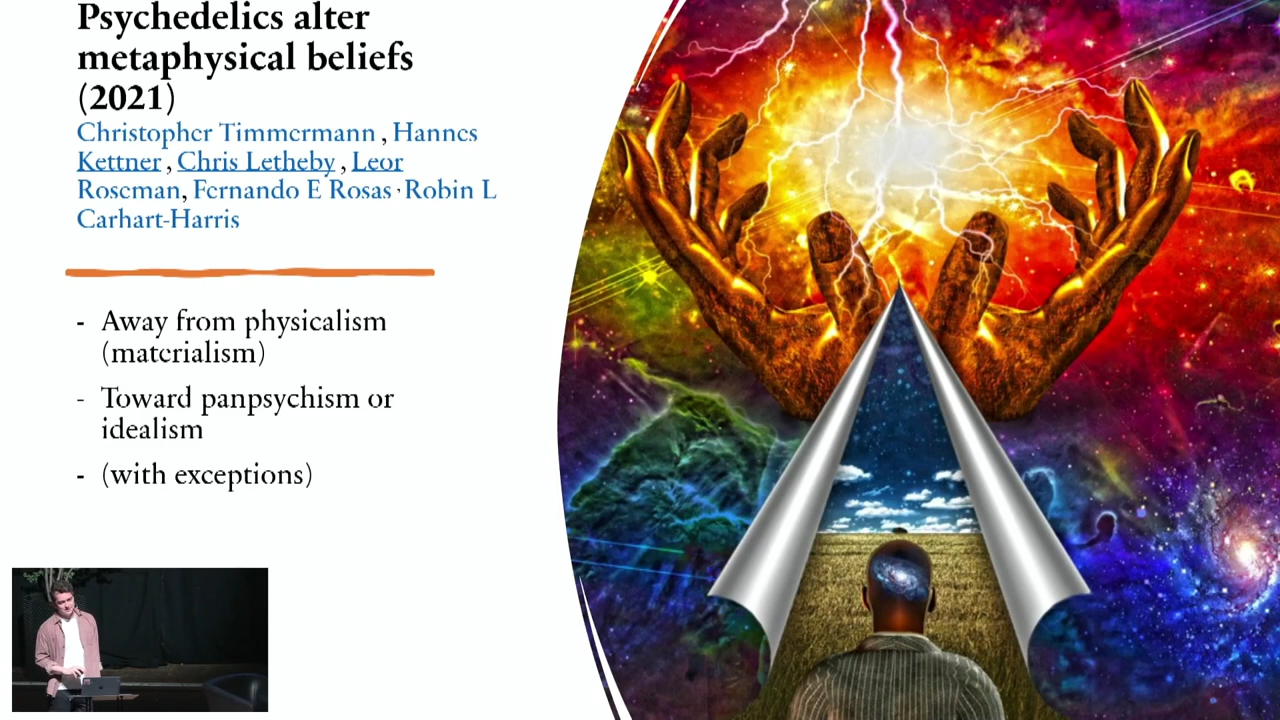 Psychedelics alter
metaphysical beliefs
(2021)
Christopher Timmermann , Hannes
Kettner , Chris Letheby , Leor
Roseman, Fernando E Rosas · Robin L
Carhart-Harris
- Away from physicalism
(materialism)
- Toward panpsychism or
idealism
- (with exceptions)